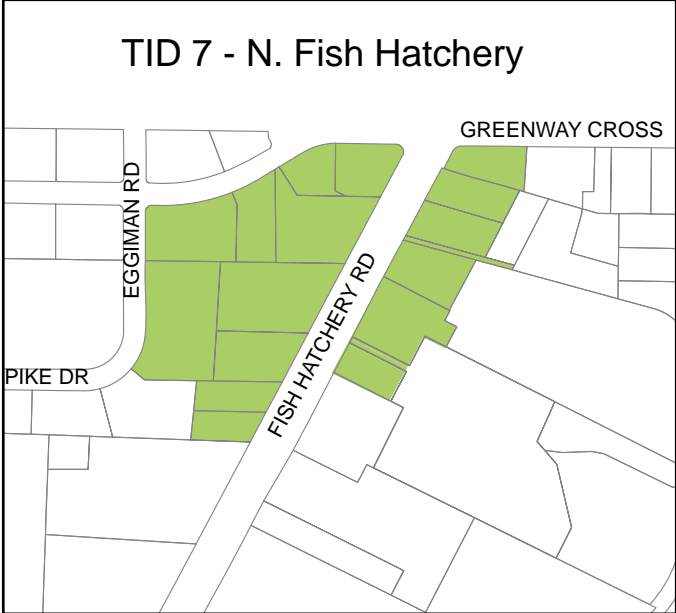 TID 7 - N. Fish Hatchery
GREENWAY CROSS
EGGIMAN RD
FISH HATCHERY RD
PIKE DR